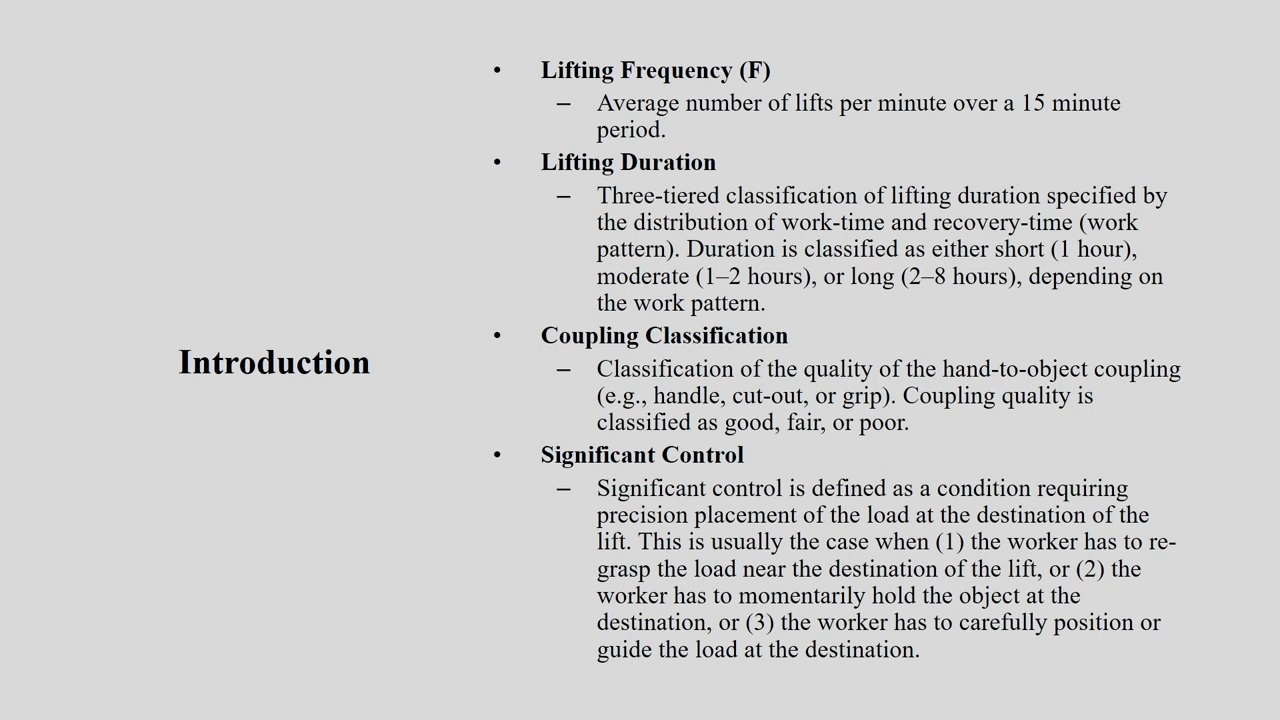 Introduction
• Lifting Frequency (F)
– Average number of lifts per minute over a 15 minute
period.
• Lifting Duration
– Three-tiered classification of lifting duration specified by
the distribution of work-time and recovery-time (work
pattern). Duration is classified as either short (1 hour),
moderate (1–2 hours), or long (2–8 hours), depending on
the work pattern.
• Coupling Classification
– Classification of the quality of the hand-to-object coupling
(e.g., handle, cut-out, or grip). Coupling quality is
classified as good, fair, or poor.
• Significant Control
– Significant control is defined as a condition requiring
precision placement of the load at the destination of the
lift. This is usually the case when (1) the worker has to re-
grasp the load near the destination of the lift, or (2) the
worker has to momentarily hold the object at the
destination, or (3) the worker has to carefully position or
guide the load at the destination.